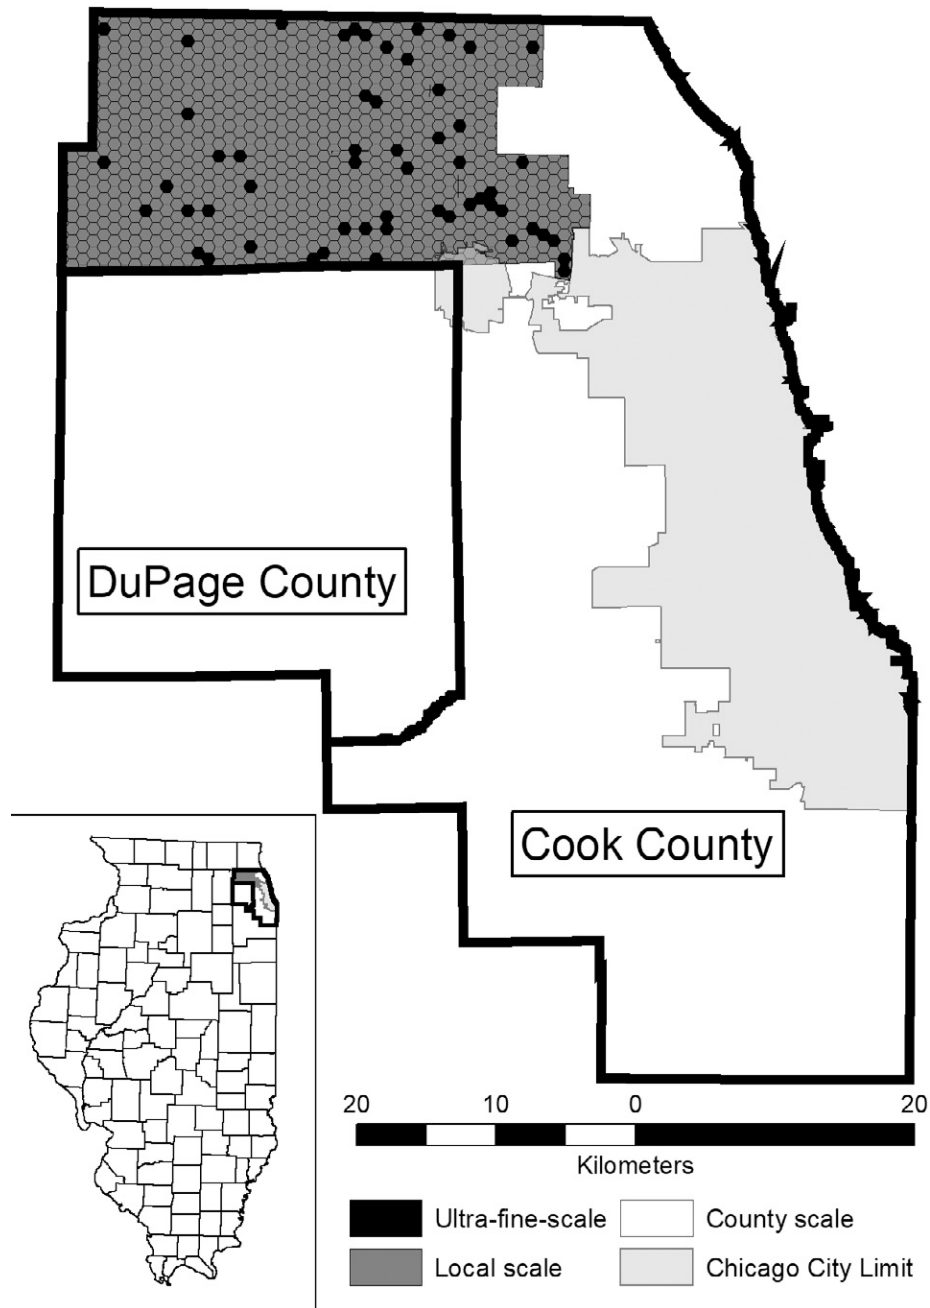 DuPage County
Cook County
20 10 0 20
Kilometers
Ultra-fine-scale County scale
Local scale Chicago City Limit